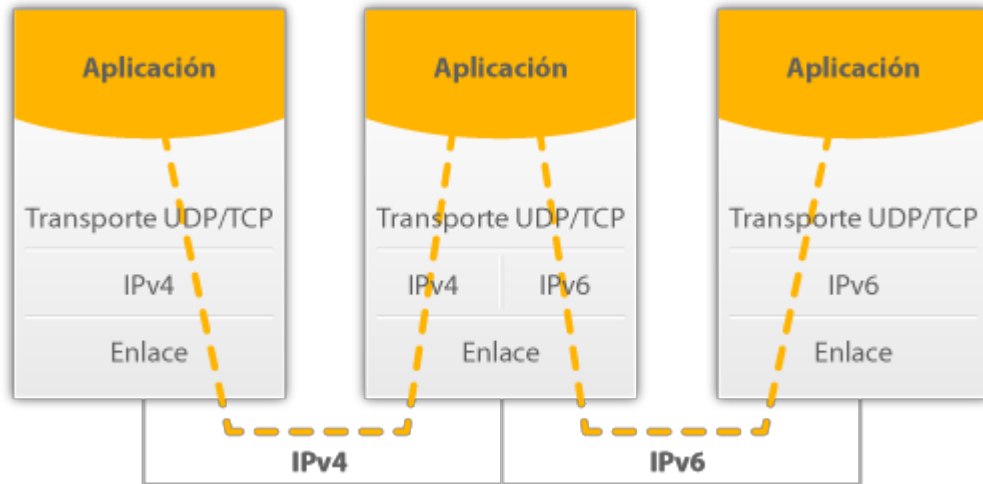 Aplicación
Transporte UDP/TCP
IPv4
Enlace
Aplicación
Transporte UDP/TCP
IPv4 IPv6
Enlace
Aplicación
Transporte UDP/TCP
IPv6
Enlace
IPv4
IPv6